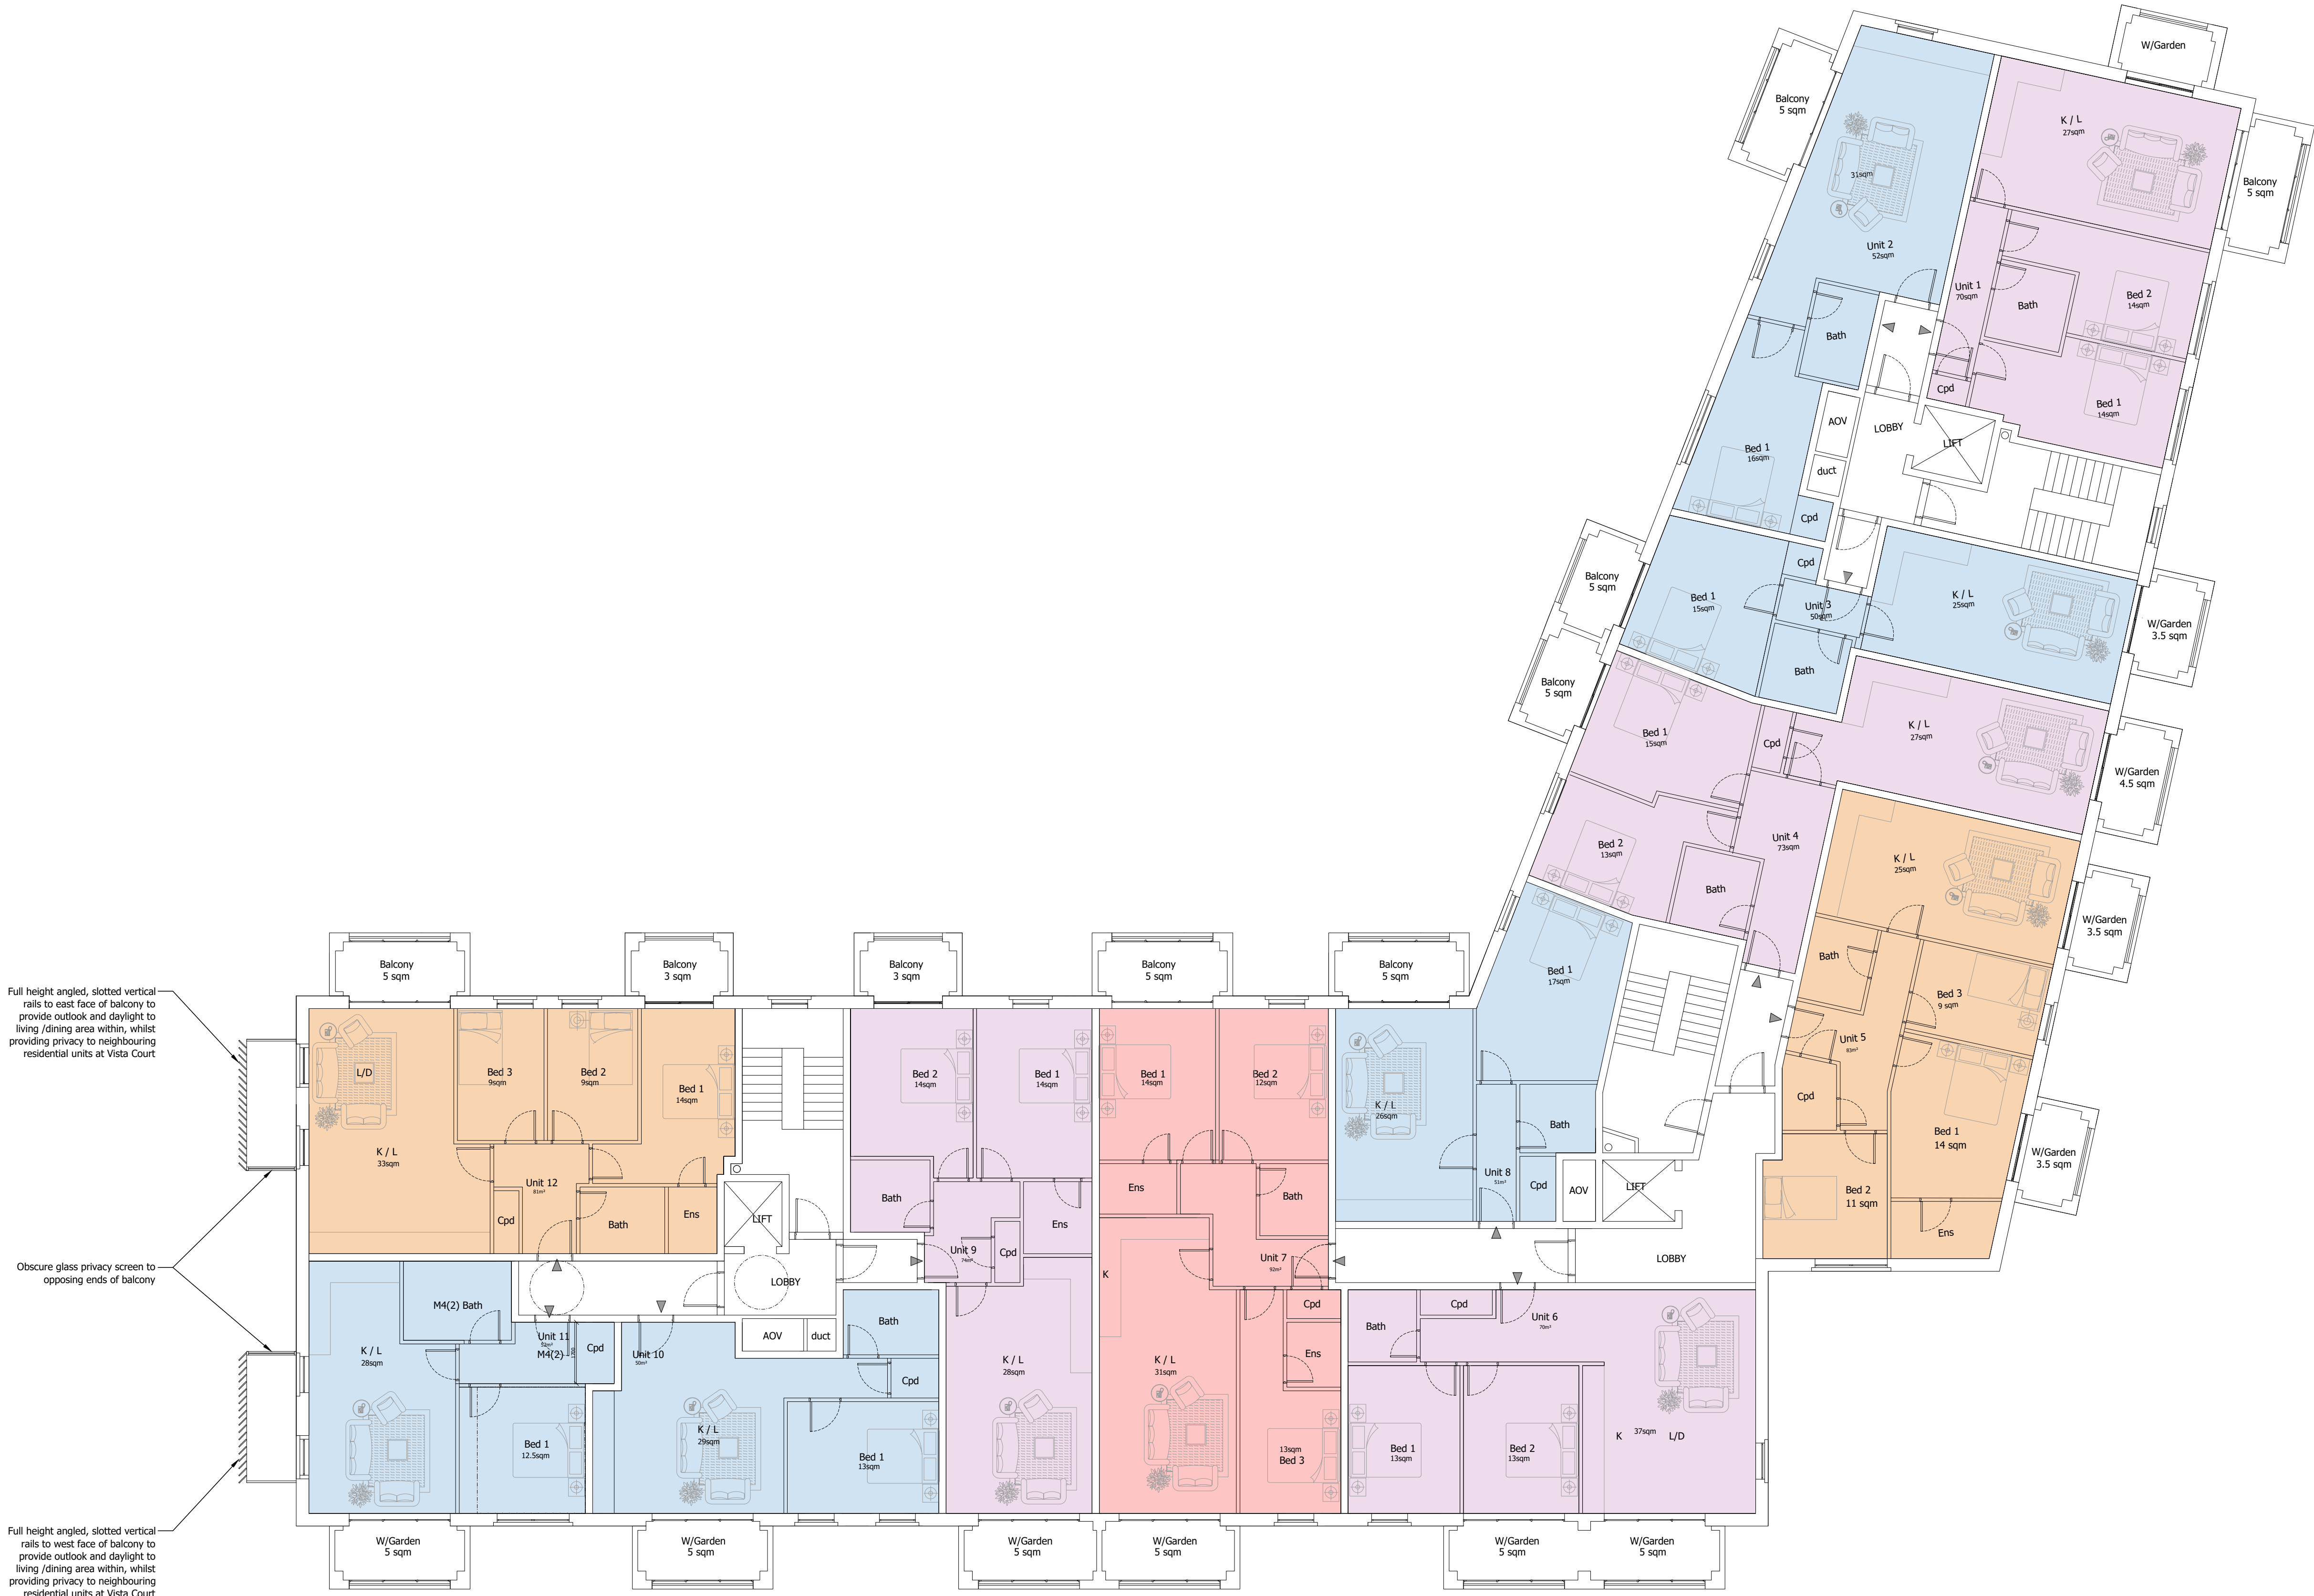 W/Garden
Balcony
5 sqm
K / L
27sqm
Balcony
5 sqm
31sqm
Unit 2
52sqm
Unit 1
70sqm
Bath
Bed 2
14sqm
Bath
Cpd
Bed 1
14sqm
AOV
LOBBY
LIFT
Bed 1
16sqm
duct
Cpd
Cpd
Balcony
5 sqm
Bed 1
15sqm
Unit 3
50sqm
K / L
25sqm
W/Garden
3.5 sqm
Bath
Balcony
5 sqm
Bed 1
15sqm
Cpd
K / L
27sqm
W/Garden
4.5 sqm
Bed 2
13sqm
Unit 4
73sqm
Bath
K / L
25sqm
W/Garden
3.5 sqm
Bath
Bed 3
9 sqm
Unit 5
83m²
Cpd
Bed 1
14 sqm
W/Garden
3.5 sqm
Bed 2
11 sqm
Ens
Balcony
5 sqm
Balcony
3 sqm
Balcony
3 sqm
Balcony
5 sqm
Balcony
5 sqm
Full height angled, slotted vertical
rails to east face of balcony to
provide outlook and daylight to
living /dining area within, whilst
providing privacy to neighbouring
residential units at Vista Court
L/D
K / L
33sqm
Bed 3
9sqm
Bed 2
9sqm
Bed 1
14sqm
Unit 12
81m²
Cpd
Bath
Ens
LIFT
Bed 2
14sqm
Bed 1
14sqm
Bath
Ens
Unit 9
74m²
Cpd
Bed 1
14sqm
Bed 2
12sqm
Ens
Bath
Unit 7
92m²
K
Bed 1
17sqm
K / L
26sqm
Bath
Unit 8
51m²
Cpd
AOV
LIFT
LOBBY
Obscure glass privacy screen to
opposing ends of balcony
LOBBY
M4(2) Bath
K / L
28sqm
Unit 11
M4(2)
Cpd
Unit 10
50m²
AOV
duct
Bath
Cpd
Bed 1
12.5sqm
K / L
29sqm
Bed 1
13sqm
K / L
28sqm
K / L
31sqm
Cpd
Ens
13sqm
Bed 3
Bath
Cpd
Unit 6
70m²
Bed 1
13sqm
Bed 2
13sqm
K
37sqm
L/D
Full height angled, slotted vertical
rails to west face of balcony to
provide outlook and daylight to
living /dining area within, whilst
providing privacy to neighbouring
residential units at Vista Court
W/Garden
5 sqm
W/Garden
5 sqm
W/Garden
5 sqm
W/Garden
5 sqm
W/Garden
5 sqm
W/Garden
5 sqm